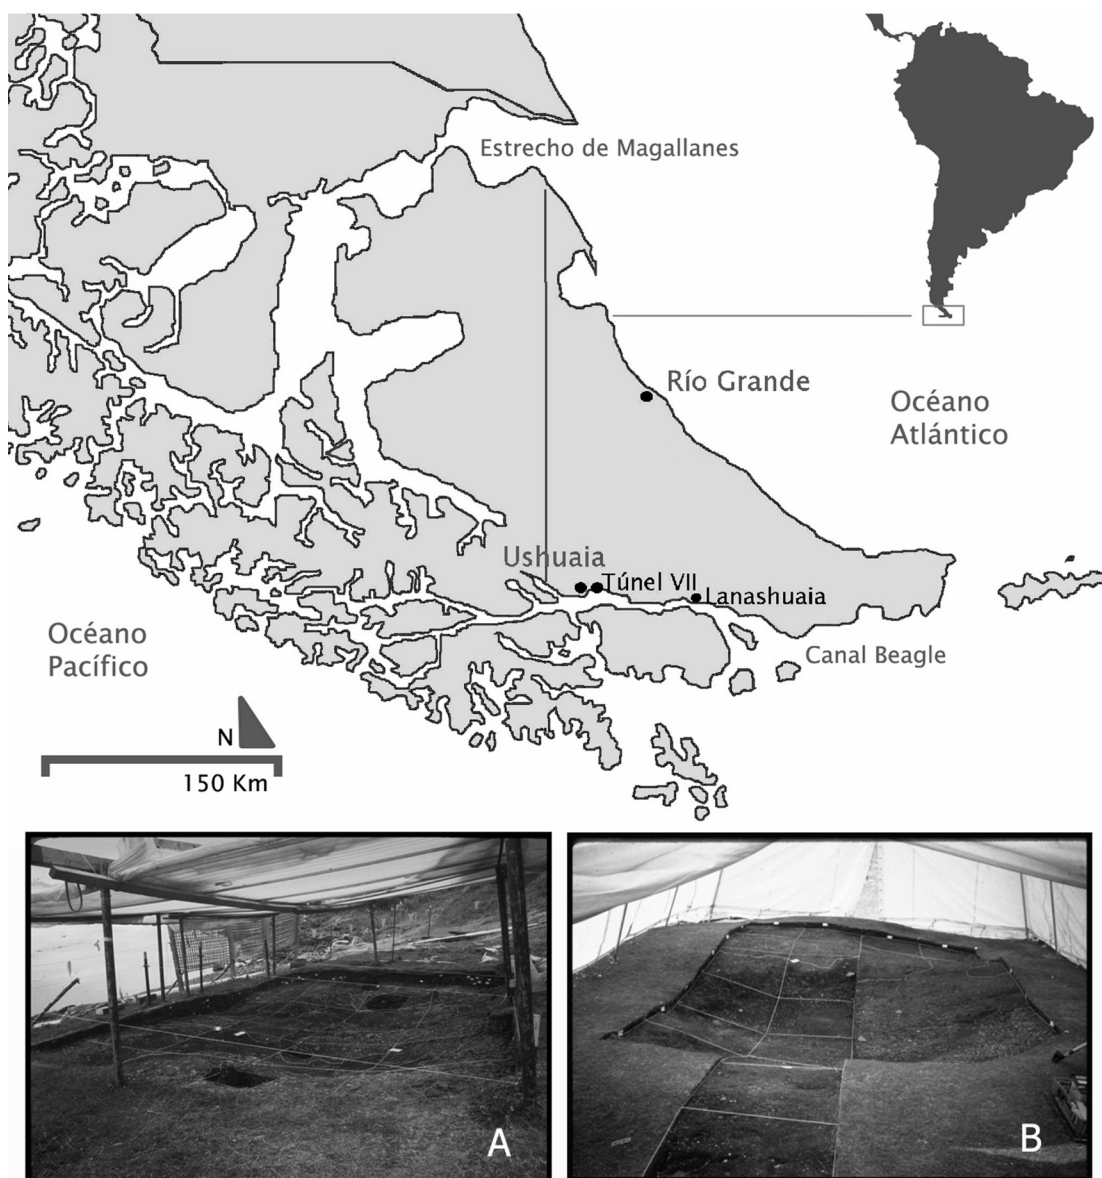 Estrecho de Magallanes
Río Grande
Océano
Atlántico
Ushuaia
Túnel VII
Lanashuaia
Océano
Pacífico
Canal Beagle
N
150 Km
A
B